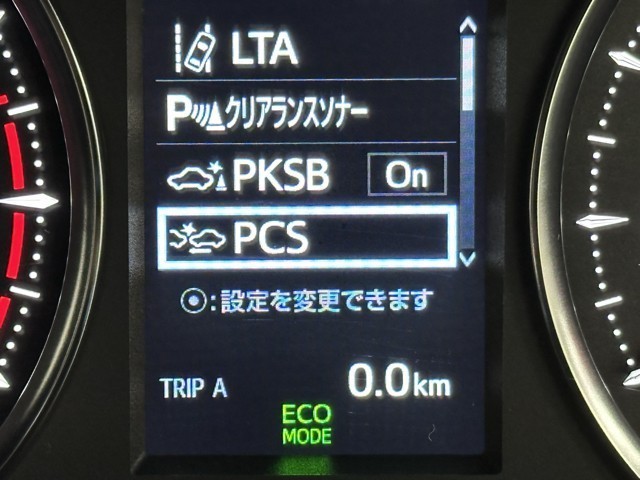 LTA
Pクリアランスソナー
PKSB On
PCS
:設定を変更できます
TRIP A 0.0km
ECO
MODE